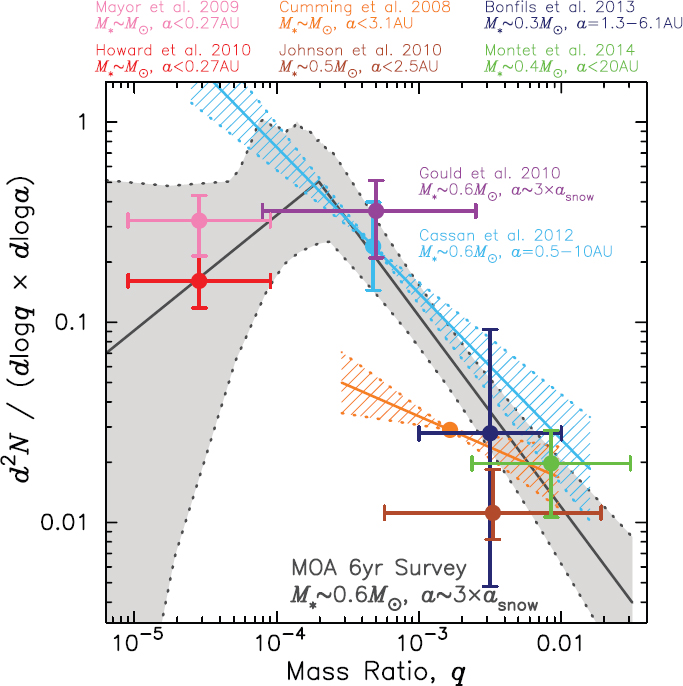 Mayor et al. 2009
M*~M⊙, a<0.27AU
Cumming et al. 2008
M*~M⊙, a<3.1AU
Bonfils et al. 2013
M*~0.3M⊙, a=1.3−6.1AU
Howard et al. 2010
M*~M⊙, a<0.27AU
Johnson et al. 2010
M*~0.5M⊙, a<2.5AU
Montet et al. 2014
M*~0.4M⊙, a<20AU
Gould et al. 2010
M*~0.6M⊙, a~3×a_snow
Cassan et al. 2012
M*~0.6M⊙, a=0.5−10AU
1
0.1
0.01
d²N / (dlogq × dloga)
MOA 6yr Survey
M*~0.6M⊙, a~3×a_snow
10⁻⁵ 10⁻⁴ 10⁻³ 0.01
Mass Ratio, q